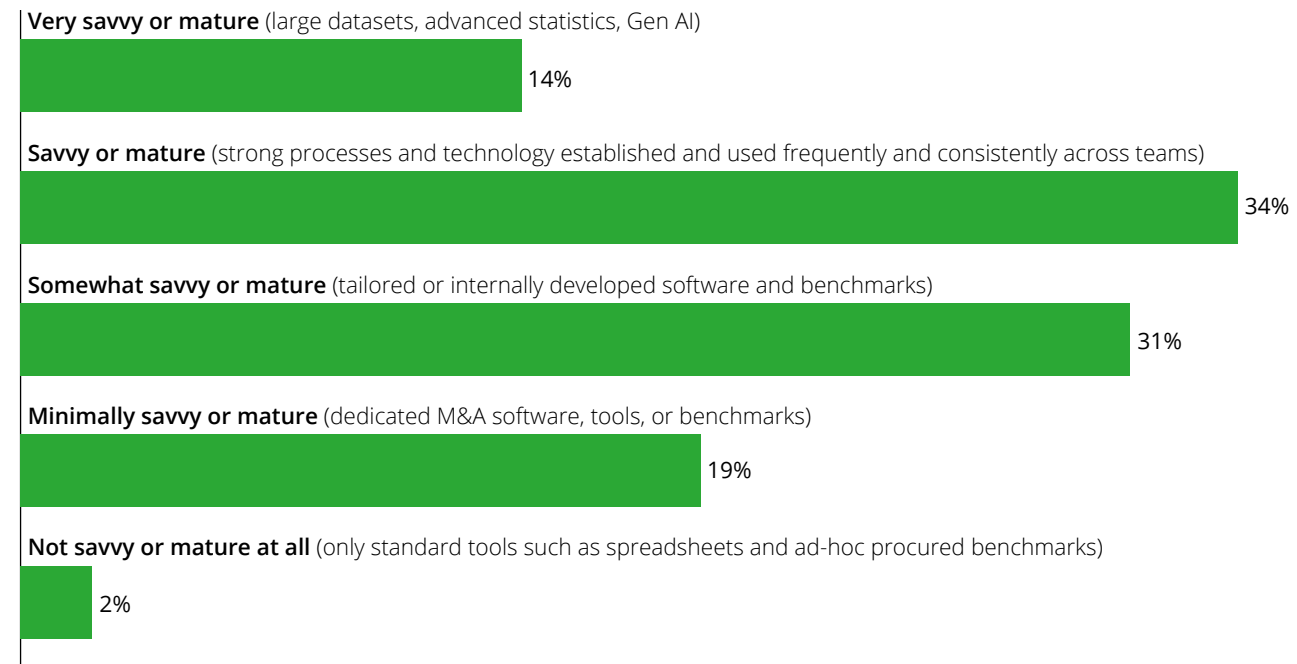 Very savvy or mature (large datasets, advanced statistics, Gen AI)
14%
Savvy or mature (strong processes and technology established and used frequently and consistently across teams)
34%
Somewhat savvy or mature (tailored or internally developed software and benchmarks)
31%
Minimally savvy or mature (dedicated M&A software, tools, or benchmarks)
19%
Not savvy or mature at all (only standard tools such as spreadsheets and ad-hoc procured benchmarks)
2%